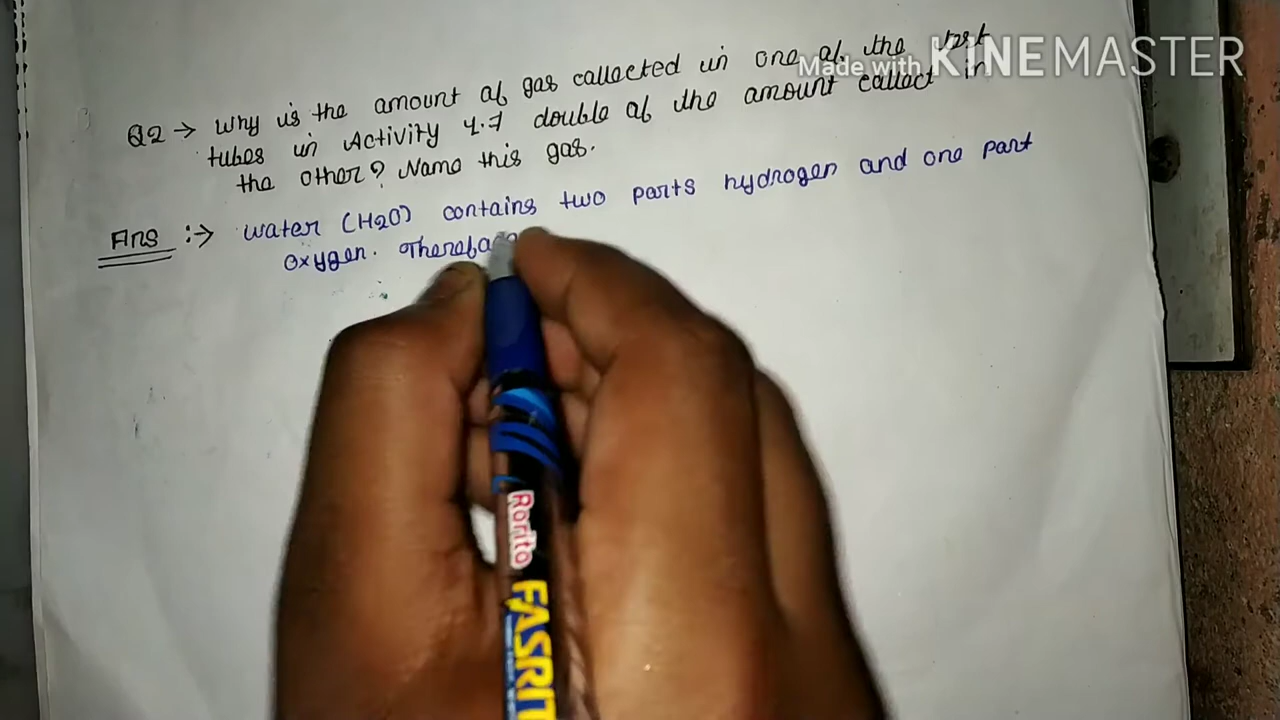 Made with KINEMASTER
Q2 → Why is the amount of gas collected in one of the test
tubes in Activity 1.7 double of the amount collect in
the other? Name this gas.
Ans :→ water (H2O) contains two parts hydrogen and one part
oxygen. Therefo
Rorito
FASRIT